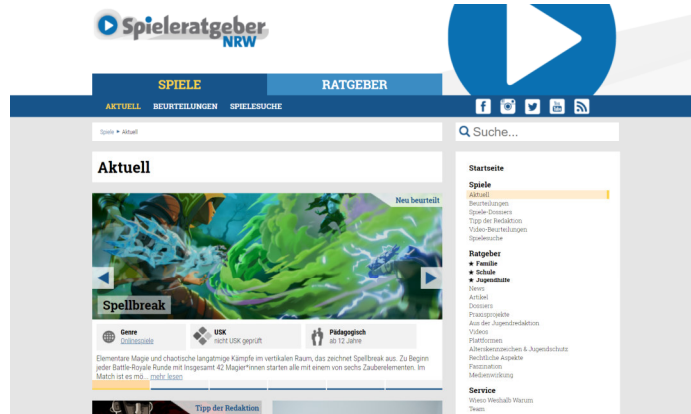 Spieleratgeber
NRW
SPIELE
RATGEBER
AKTUELL BEURTEILUNGEN SPIELESUCHE
f You Tube
Spiele ▸ Aktuell
Suche...
Aktuell
Neu beurteilt
Spellbreak
Genre
Onlinespiele
USK
nicht USK geprüft
Pädagogisch
ab 12 Jahre
Elementare Magie und chaotische langatmige Kämpfe im vertikalen Raum, das zeichnet Spellbreak aus. Zu Beginn
jeder Battle-Royale Runde mit Insgesamt 42 Magier*innen starten alle mit einem von sechs Zauberelementen. Im
Match ist es mö... mehr lesen
Tipp der Redaktion
Startseite
Spiele
Aktuell
Beurteilungen
Spiele-Dossiers
Tipp der Redaktion
Video-Beurteilungen
Spielesuche
Ratgeber
★ Familie
★ Schule
★ Jugendhilfe
News
Artikel
Dossiers
Praxisprojekte
Aus der Jugendredaktion
Videos
Plattformen
Alterskennzeichen & Jugendschutz
Rechtliche Aspekte
Faszination
Medienwirkung
Service
Wieso Weshalb Warum
Team